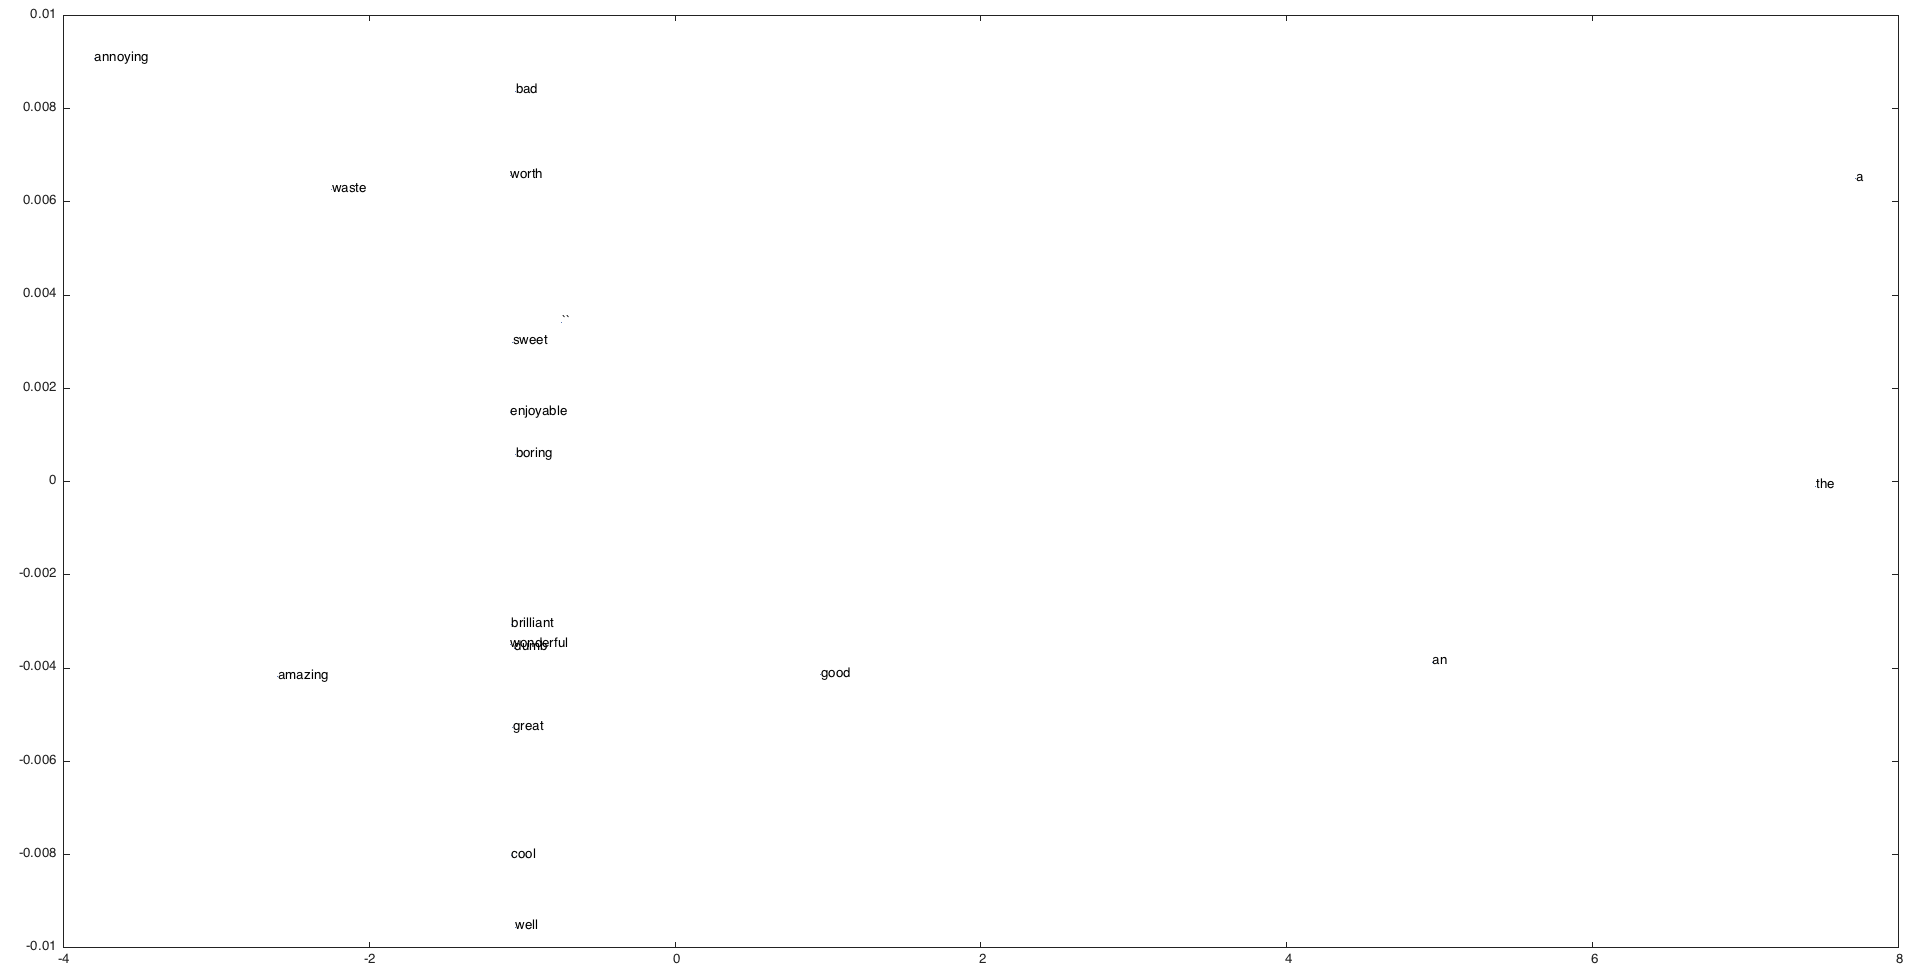 0.01
annoying
bad
0.008
worth
a
waste
0.006
0.004
``
sweet
0.002
enjoyable
boring
0
the
-0.002
brilliant
wonderful
dumb
an
-0.004
good
amazing
great
-0.006
cool
-0.008
well
-0.01
-4 -2 0 2 4 6 8